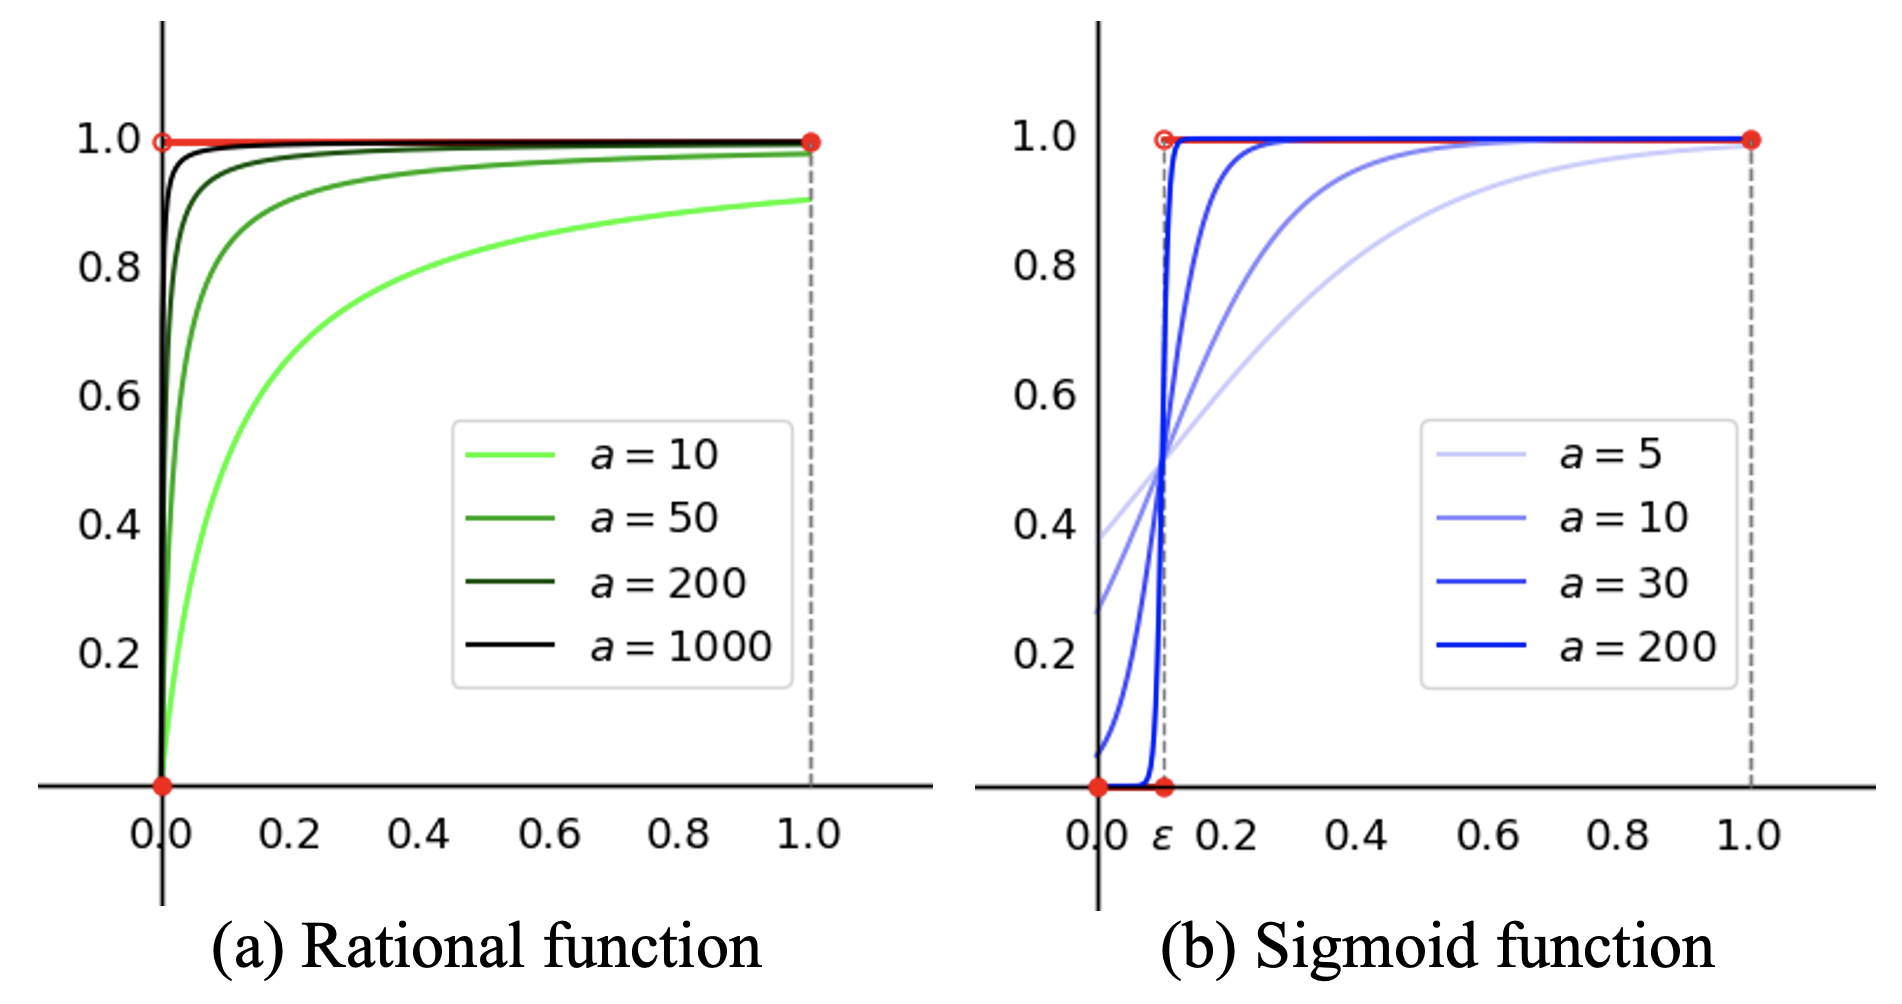 1.0
0.8
0.6
0.4
0.2
a = 10
a = 50
a = 200
a = 1000
0.0 0.2 0.4 0.6 0.8 1.0
(a) Rational function
1.0
0.8
0.6
0.4
0.2
a = 5
a = 10
a = 30
a = 200
0.0 ε 0.2 0.4 0.6 0.8 1.0
(b) Sigmoid function